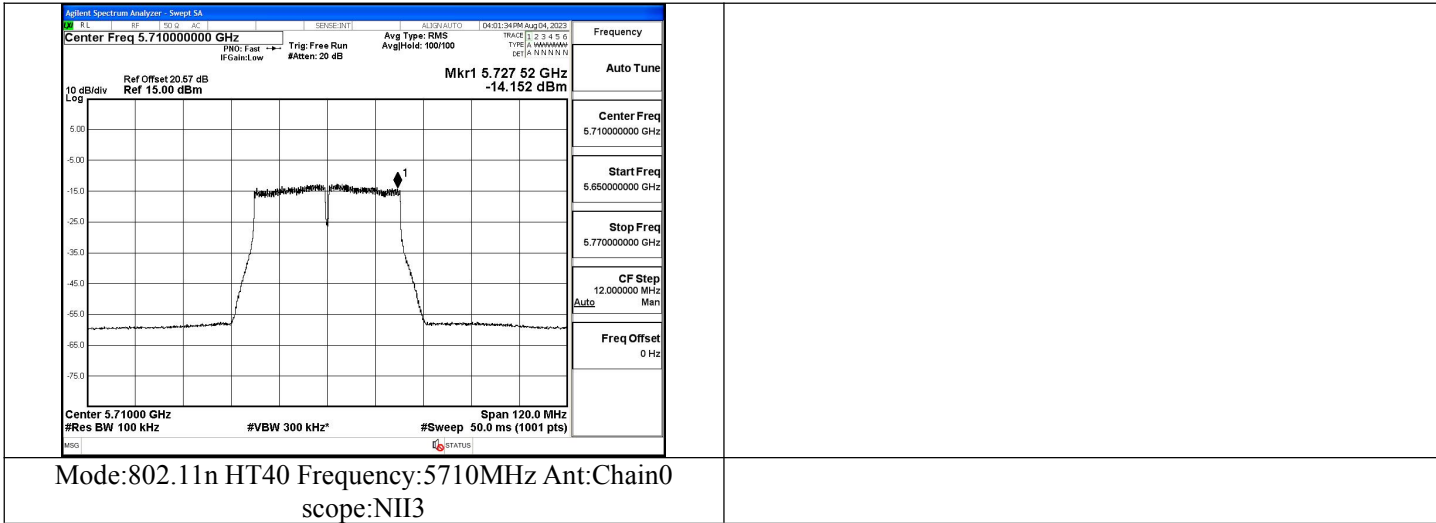 Agilent Spectrum Analyzer - Swept SA
RL RF 50 Ω AC SENSE:INT ALIGN AUTO 04:01:34 PM Aug 04, 2023
Center Freq 5.710000000 GHz
PNO: Fast
IFGain:Low
Trig: Free Run
#Atten: 20 dB
Avg Type: RMS
Avg|Hold: 100/100
TRACE 1 2 3 4 5 6
TYPE A WWWWW
DET A N N N N N
Mkr1 5.727 52 GHz
-14.152 dBm
Ref Offset 20.57 dB
10 dB/div Ref 15.00 dBm
Log
5.00
-5.00
-15.0
-25.0
-35.0
-45.0
-55.0
-65.0
-75.0
1
Center 5.71000 GHz Span 120.0 MHz
#Res BW 100 kHz #VBW 300 kHz* #Sweep 50.0 ms (1001 pts)
MSG STATUS
Frequency
Auto Tune
Center Freq
5.710000000 GHz
Start Freq
5.650000000 GHz
Stop Freq
5.770000000 GHz
CF Step
12.000000 MHz
Auto Man
Freq Offset
0 Hz
Mode:802.11n HT40 Frequency:5710MHz Ant:Chain0
scope:NII3